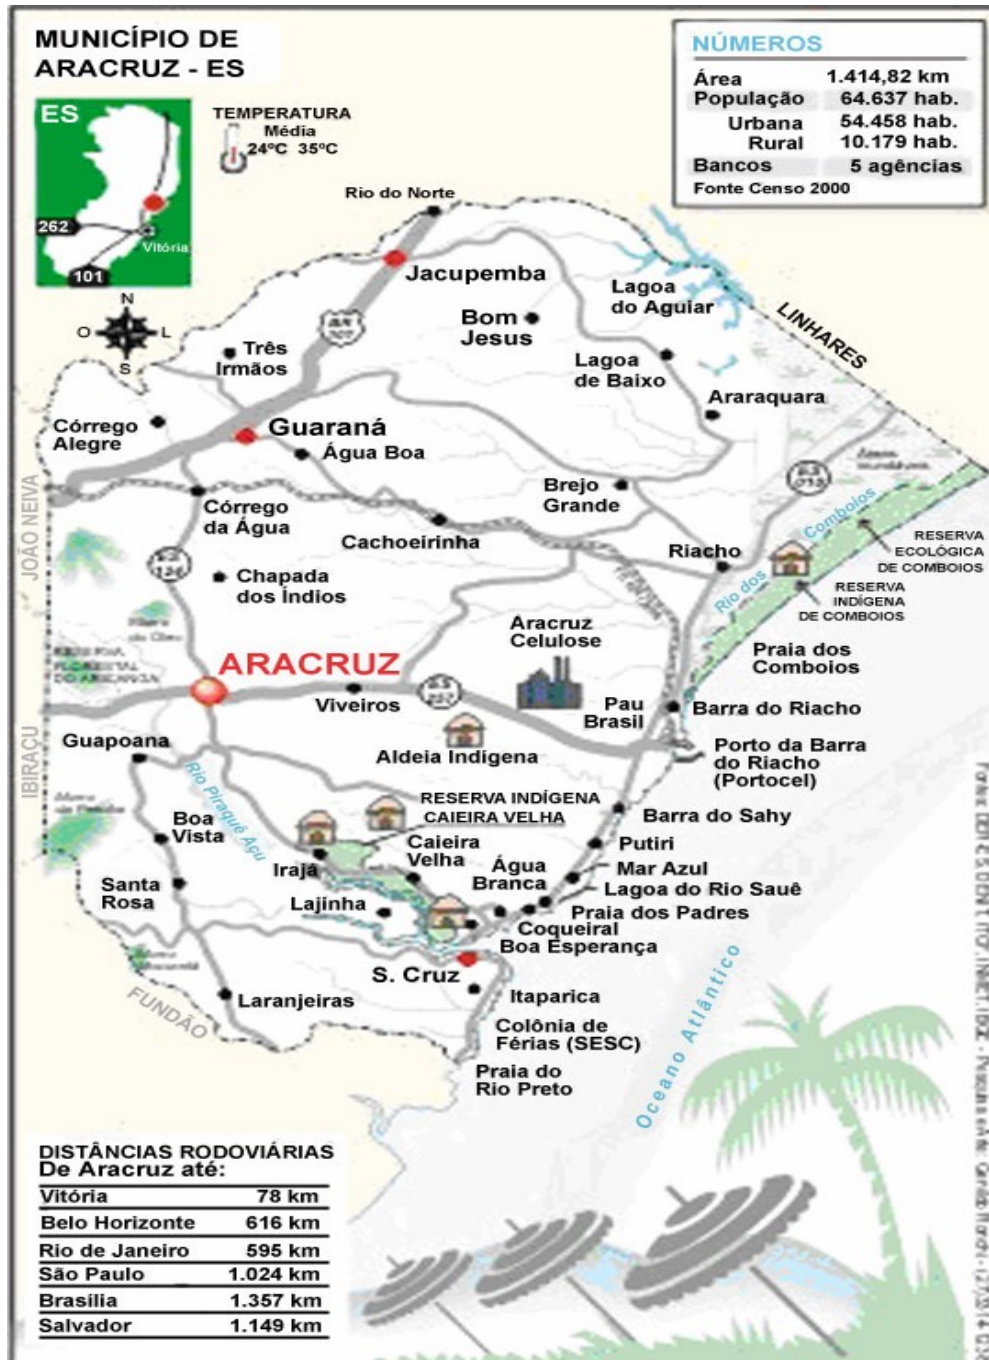 MUNICÍPIO DE
ARACRUZ - ES
NÚMEROS
Área 1.414,82 km
População 64.637 hab.
Urbana 54.458 hab.
Rural 10.179 hab.
Bancos 5 agências
Fonte Censo 2000
ES
262
Vitória
101
TEMPERATURA
Média
24ºC 35ºC
N
O L
S
Rio do Norte
Jacupemba
Lagoa
do Aguiar
LINHARES
Bom
Jesus
BR
101
Três
Irmãos
Lagoa
de Baixo
Araraquara
Córrego
Alegre
Guaraná
Água Boa
Brejo
Grande
Córrego
da Água
Cachoeirinha
JOÃO NEIVA
Riacho
Rio dos Comboios
RESERVA
ECOLÓGICA
DE COMBOIOS
RESERVA
INDÍGENA
DE COMBOIOS
Chapada
dos Índios
Aracruz
Celulose
Praia dos
Comboios
ARACRUZ
Viveiros
ES
257
Pau
Brasil
Barra do Riacho
Guapoana
Aldeia Indígena
Porto da Barra
do Riacho
(Portocel)
IBIRAÇU
Rio Piraquê Açu
RESERVA INDÍGENA
CAIEIRA VELHA
Barra do Sahy
Boa
Vista
Putiri
Irajá
Caieira
Velha
Água
Branca
Mar Azul
Santa
Rosa
Lajinha
Lagoa do Rio Sauê
Praia dos Padres
Coqueiral
Boa Esperança
S. Cruz
Laranjeiras
Itaparica
FUNDÃO
Colônia de
Férias (SESC)
Praia do
Rio Preto
Oceano Atlântico
DISTÂNCIAS RODOVIÁRIAS
De Aracruz até:
Vitória 78 km
Belo Horizonte 616 km
Rio de Janeiro 595 km
São Paulo 1.024 km
Brasília 1.357 km
Salvador 1.149 km